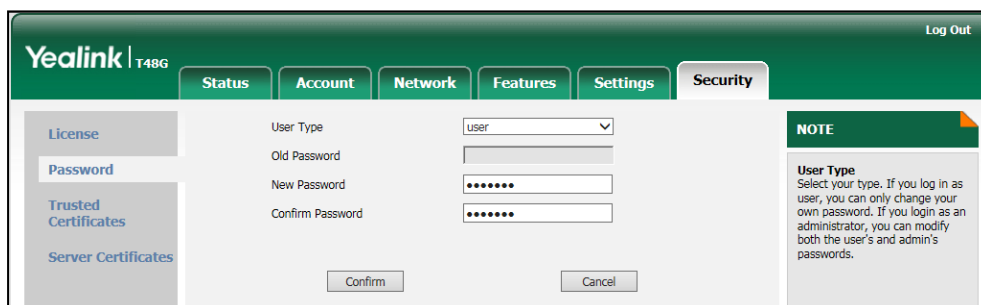 Log Out
Yealink | T48G
Status Account Network Features Settings Security
License
Password
Trusted
Certificates
Server Certificates
User Type user
Old Password
New Password •••••••
Confirm Password •••••••
Confirm Cancel
NOTE
User Type
Select your type. If you log in as
user, you can only change your
own password. If you login as an
administrator, you can modify
both the user's and admin's
passwords.